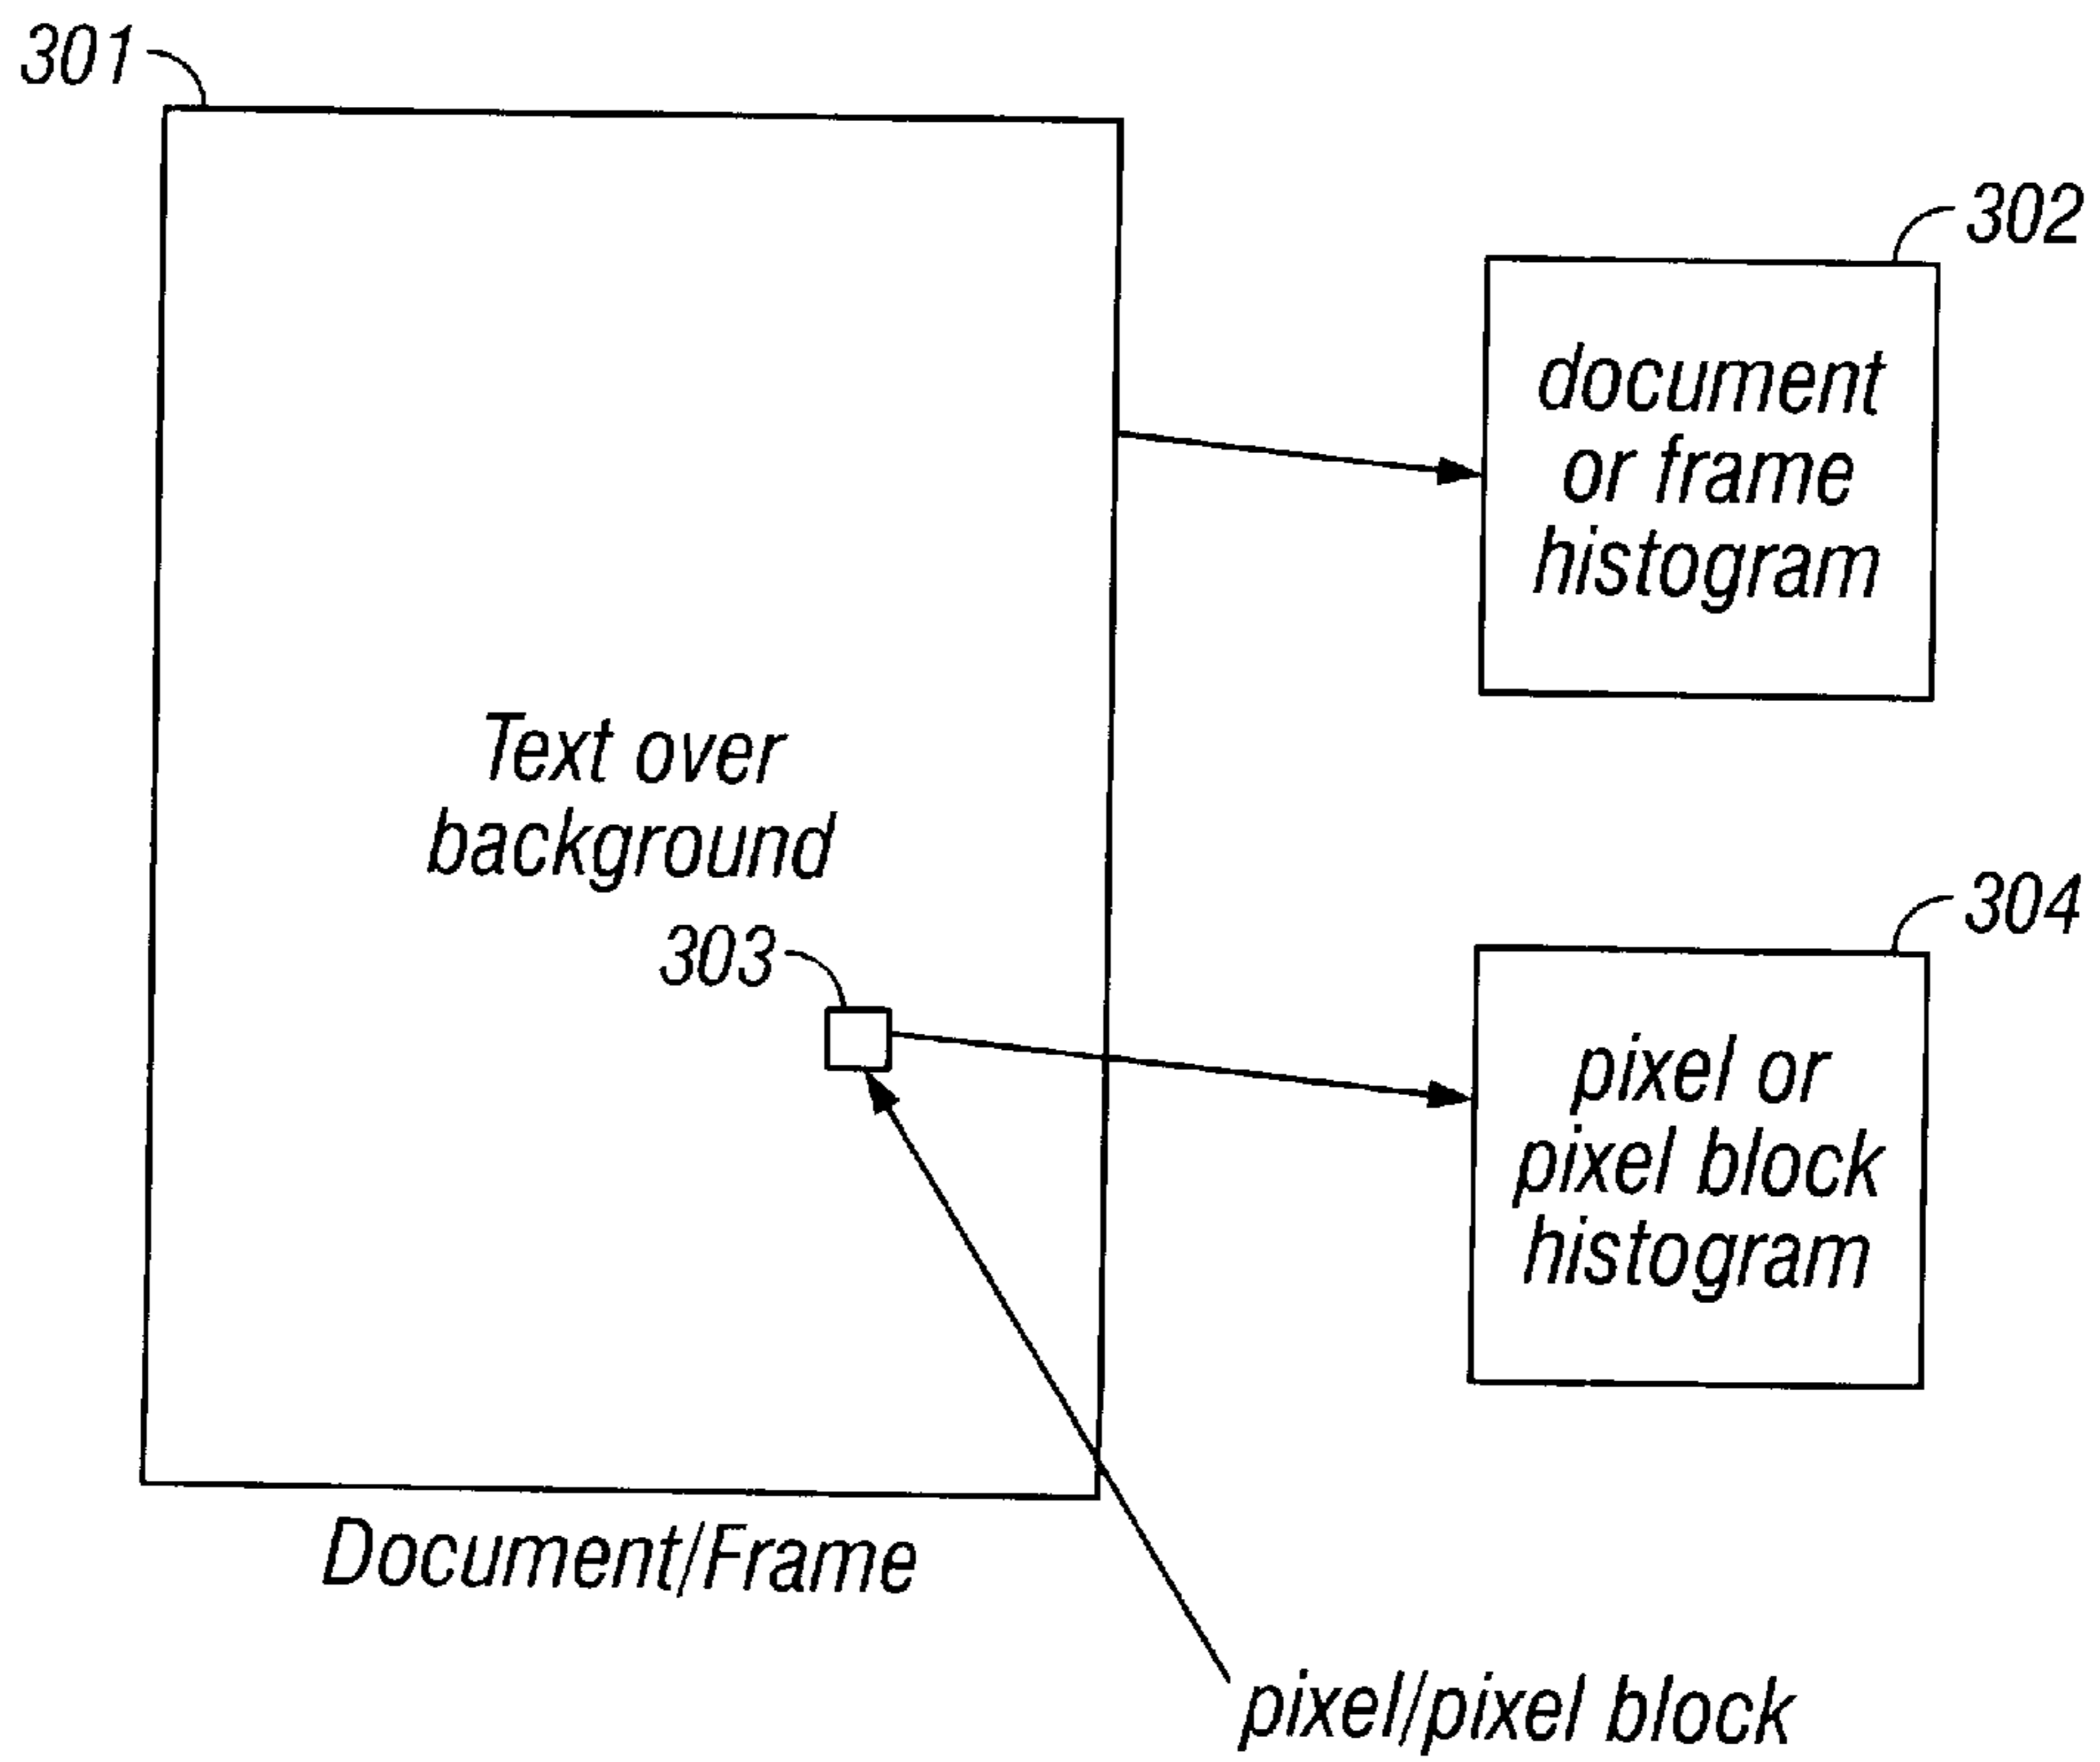 301
302
document
or frame
histogram
Text over
background
303
304
pixel or
pixel block
histogram
Document/Frame
pixel/pixel block